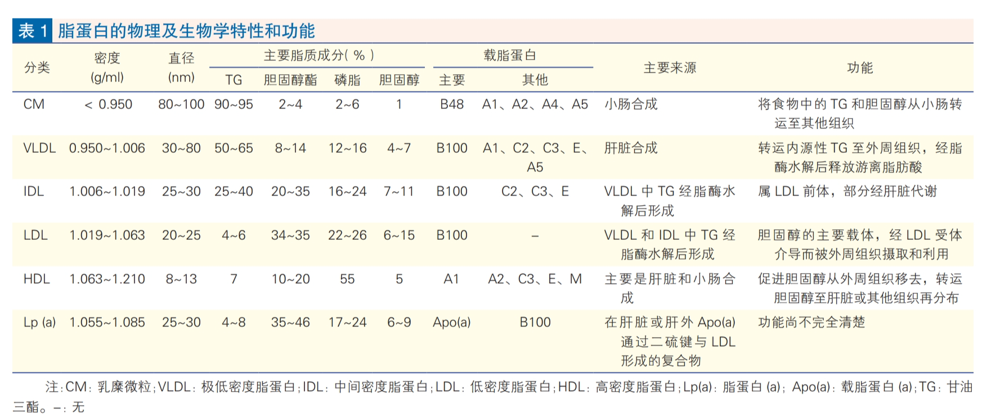 表 1 脂蛋白的物理及生物学特性和功能
分类 密度 (g/ml) 直径 (nm) 主要脂质成分( % ) 载脂蛋白 主要来源 功能
TG 胆固醇酯 磷脂 胆固醇 主要 其他
CM < 0.950 80~100 90~95 2~4 2~6 1 B48 A1、A2、A4、A5 小肠合成 将食物中的 TG 和胆固醇从小肠转
运至其他组织
VLDL 0.950~1.006 30~80 50~65 8~14 12~16 4~7 B100 A1、C2、C3、E、 肝脏合成 转运内源性 TG 至外周组织，经脂
A5 酶水解后释放游离脂肪酸
IDL 1.006~1.019 25~30 25~40 20~35 16~24 7~11 B100 C2、C3、E VLDL 中 TG 经脂酶水 属 LDL 前体，部分经肝脏代谢
解后形成
LDL 1.019~1.063 20~25 4~6 34~35 22~26 6~15 B100 – VLDL 和 IDL 中 TG 经 胆固醇的主要载体，经 LDL 受体
脂酶水解后形成 介导而被外周组织摄取和利用
HDL 1.063~1.210 8~13 7 10~20 55 5 A1 A2、C3、E、M 主要是肝脏和小肠合 促进胆固醇从外周组织移去，转运
成 胆固醇至肝脏或其他组织再分布
Lp (a) 1.055~1.085 25~30 4~8 35~46 17~24 6~9 Apo(a) B100 在肝脏或肝外 Apo(a) 功能尚不完全清楚
通过二硫键与 LDL
形成的复合物
注:CM: 乳糜微粒;VLDL: 极低密度脂蛋白;IDL: 中间密度脂蛋白;LDL: 低密度脂蛋白;HDL: 高密度脂蛋白;Lp(a): 脂蛋白 (a); Apo(a): 载脂蛋白 (a);TG: 甘油
三酯。–: 无